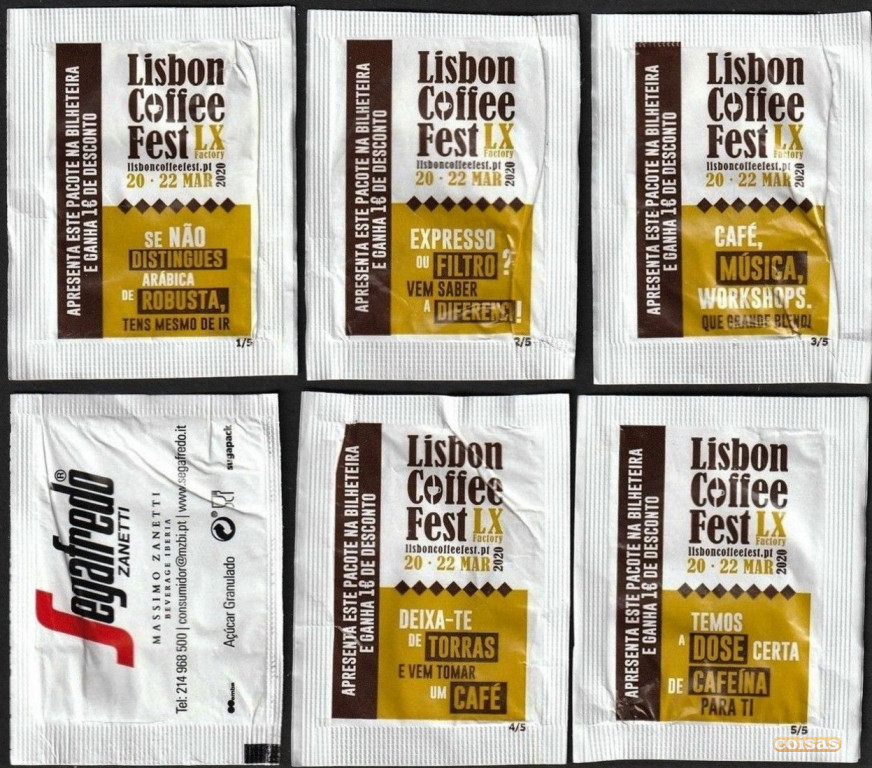 APRESENTA ESTE PACOTE NA BILHETEIRA
E GANHA 1€ DE DESCONTO
Lisbon
Coffee
Fest LX
Factory
lisboncoffeefest.pt
20 · 22 MAR 2020
SE NÃO
DISTINGUES
ARÁBICA
DE ROBUSTA,
TENS MESMO DE IR
1/5
APRESENTA ESTE PACOTE NA BILHETEIRA
E GANHA 1€ DE DESCONTO
Lisbon
Coffee
Fest LX
Factory
lisboncoffeefest.pt
20 · 22 MAR 2020
EXPRESSO
OU FILTRO?
VEM SABER
A
2/5
APRESENTA ESTE PACOTE NA BILHETEIRA
E GANHA 1€ DE DESCONTO
Lisbon
Coffee
Fest LX
Factory
lisboncoffeefest.pt
20 · 22 MAR 2020
CAFÉ,
MÚSICA,
WORKSHOPS.
QUE GRANDE BLEND!
3/5
Segafredo®
ZANETTI
MASSIMO ZANETTI
BEVERAGE IBERIA
Tel: 214 968 500 | consumidor@mzbi.pt | www.segafredo.it
Açúcar Granulado
sugapack
APRESENTA ESTE PACOTE NA BILHETEIRA
E GANHA 1€ DE DESCONTO
Lisbon
Coffee
Fest LX
Factory
lisboncoffeefest.pt
20 · 22 MAR 2020
DEIXA-TE
DE TORRAS
E VEM TOMAR
UM CAFÉ
4/5
APRESENTA ESTE PACOTE NA BILHETEIRA
E GANHA 1€ DE DESCONTO
Lisbon
Coffee
Fest LX
Factory
lisboncoffeefest.pt
20 · 22 MAR 2020
TEMOS
A DOSE CERTA
DE CAFEÍNA
PARA TI
5/5
coisas